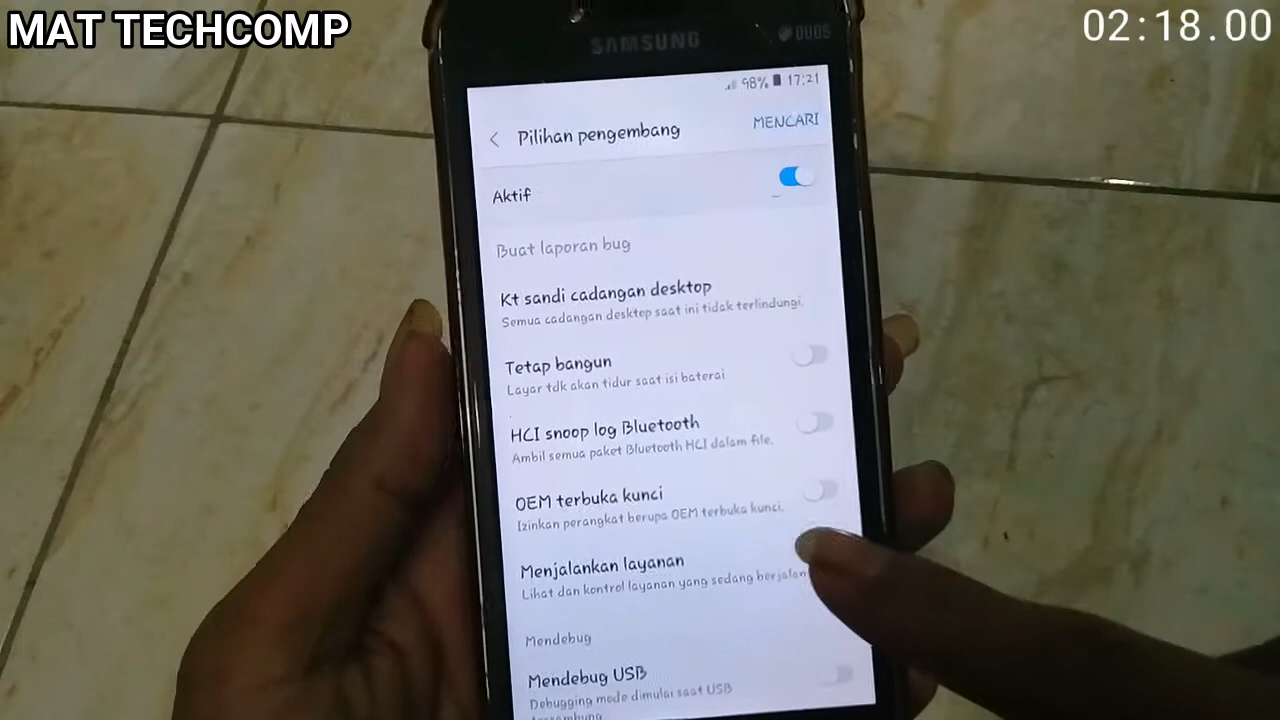 MAT TECHCOMP
02:18.00
SAMSUNG
DUOS
98% 17:21
Pilihan pengembang
MENCARI
Aktif
Buat laporan bug
Kt sandi cadangan desktop
Semua cadangan desktop saat ini tidak terlindungi.
Tetap bangun
Layar tdk akan tidur saat isi baterai
HCI snoop log Bluetooth
Ambil semua paket Bluetooth HCI dalam file.
OEM terbuka kunci
Izinkan perangkat berupa OEM terbuka kunci.
Menjalankan layanan
Lihat dan kontrol layanan yang sedang berjalan
Mendebug
Mendebug USB
Debugging mode dimulai saat USB